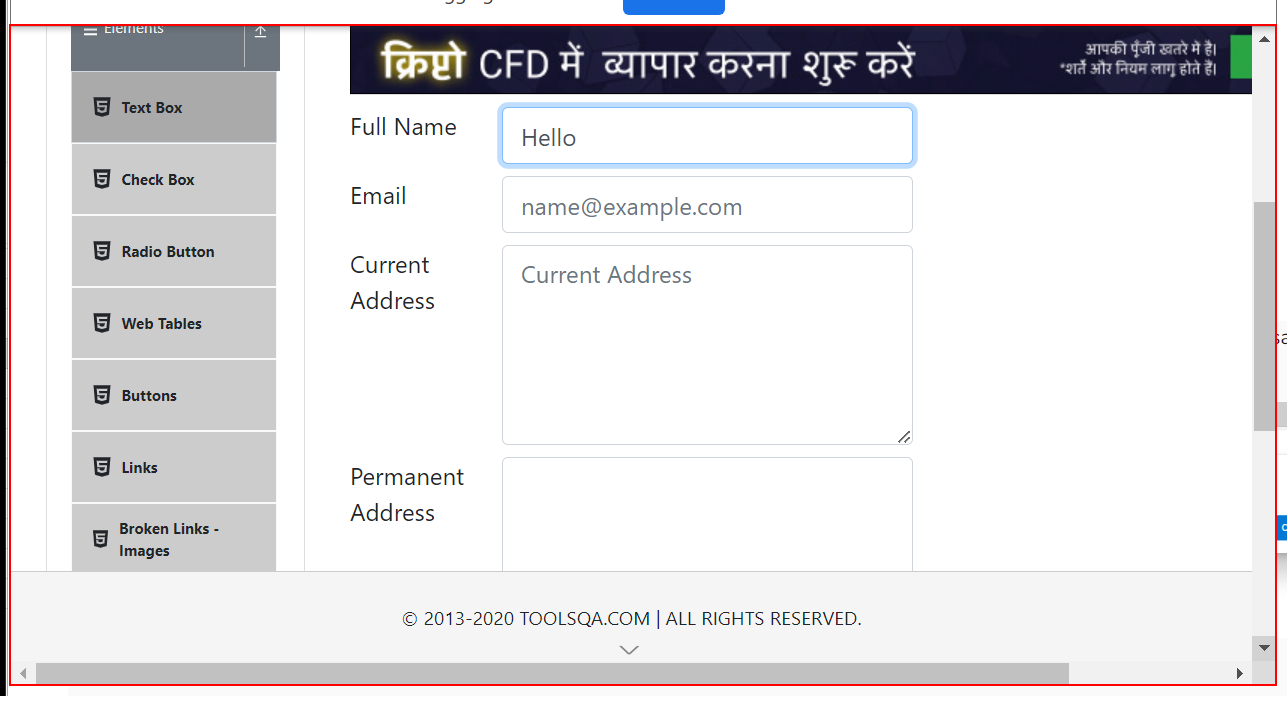 Elements
क्रिप्टो CFD में व्यापार करना शुरू करें
आपकी पूँजी खतरे में है।
*शर्तें और नियम लागू होते हैं।
Text Box
Check Box
Radio Button
Web Tables
Buttons
Links
Broken Links -
Images
Full Name
Hello
Email
name@example.com
Current
Address
Current Address
Permanent
Address
© 2013-2020 TOOLSQA.COM | ALL RIGHTS RESERVED.